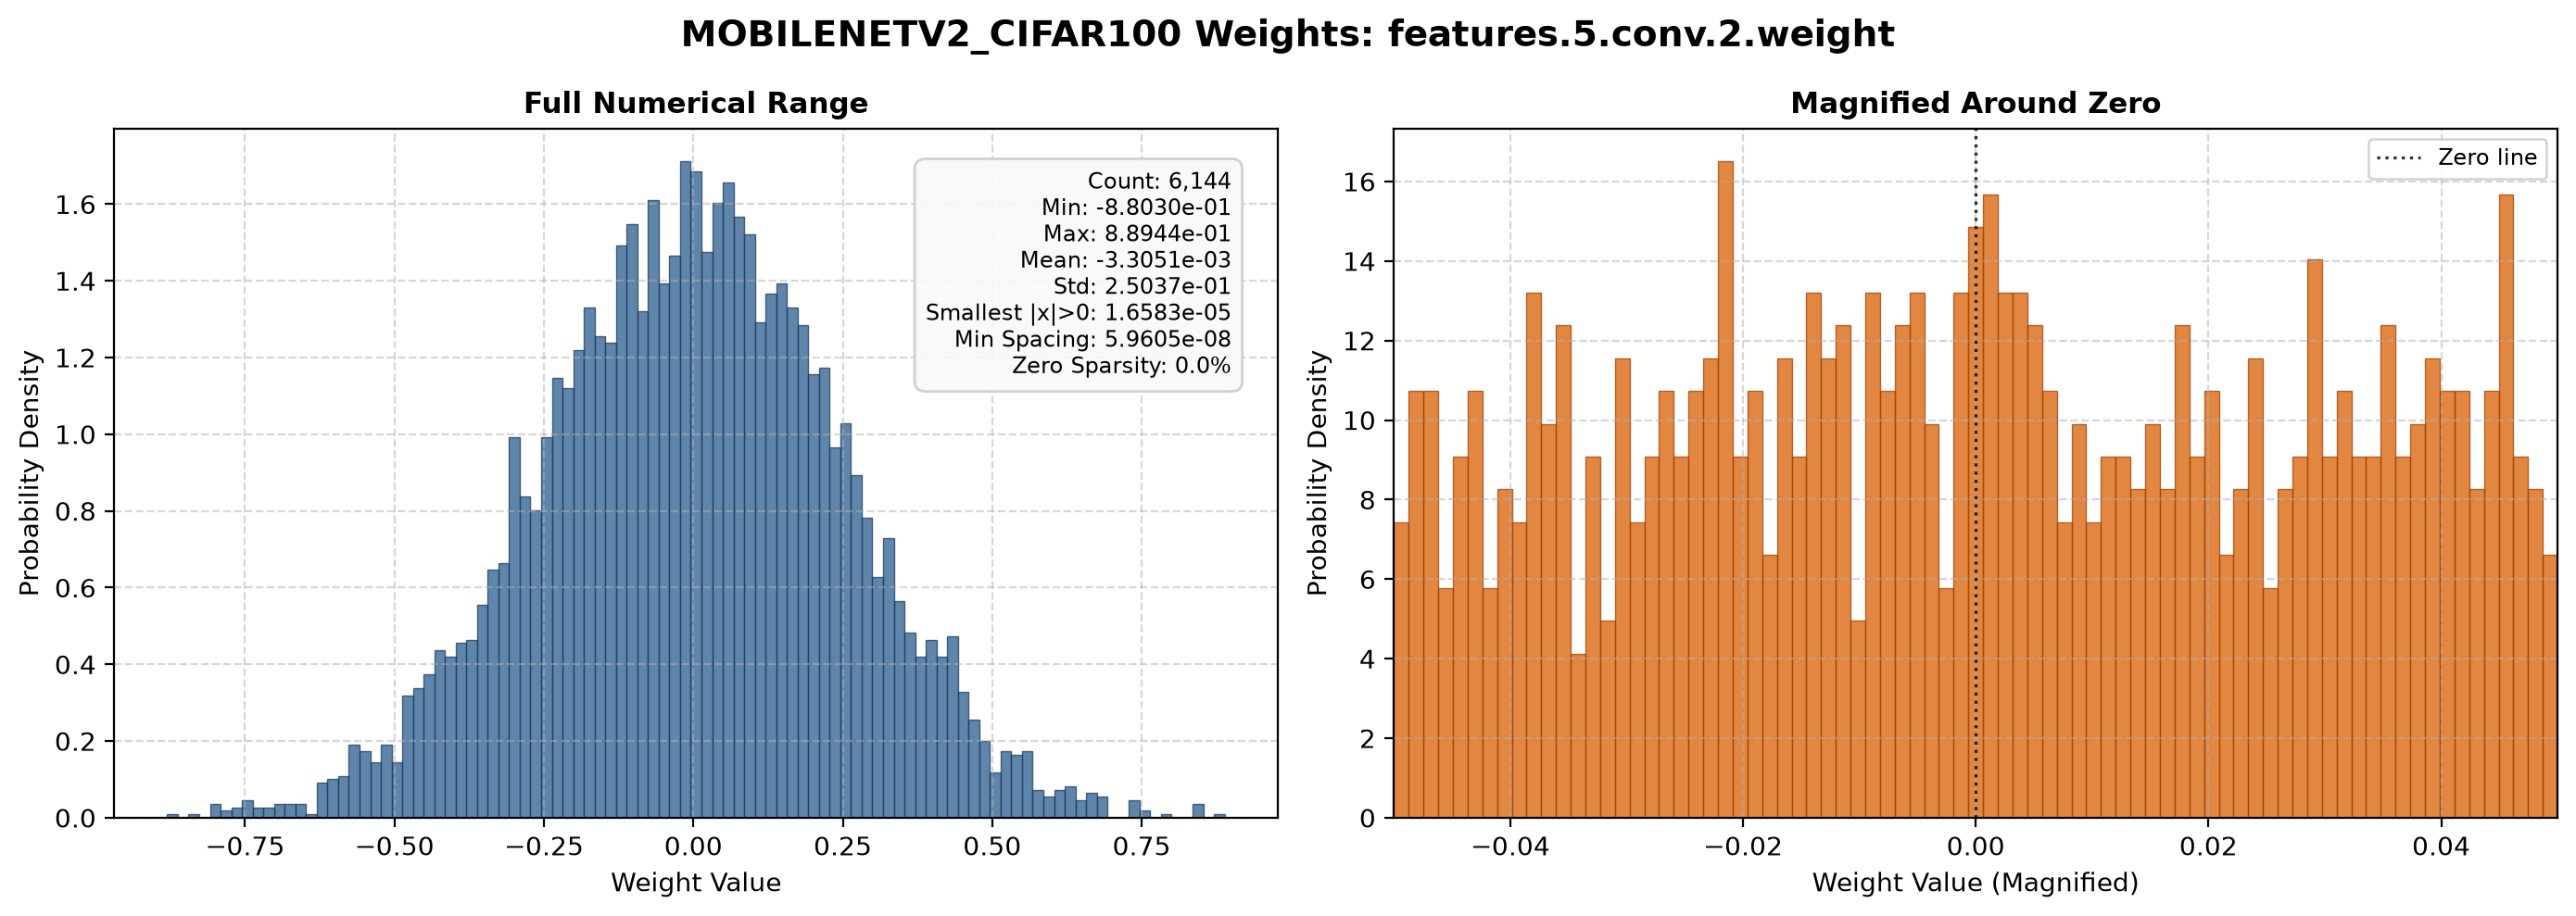 MOBILENETV2_CIFAR100 Weights: features.5.conv.2.weight
Full Numerical Range
Count: 6,144
Min: -8.8030e-01
Max: 8.8944e-01
Mean: -3.3051e-03
Std: 2.5037e-01
Smallest |x|>0: 1.6583e-05
Min Spacing: 5.9605e-08
Zero Sparsity: 0.0%
Probability Density
1.6
1.4
1.2
1.0
0.8
0.6
0.4
0.2
0.0
−0.75 −0.50 −0.25 0.00 0.25 0.50 0.75
Weight Value
Magnified Around Zero
Zero line
Probability Density
16
14
12
10
8
6
4
2
0
−0.04 −0.02 0.00 0.02 0.04
Weight Value (Magnified)